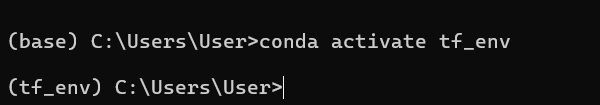 (base) C:\Users\User>conda activate tf_env
(tf_env) C:\Users\User>